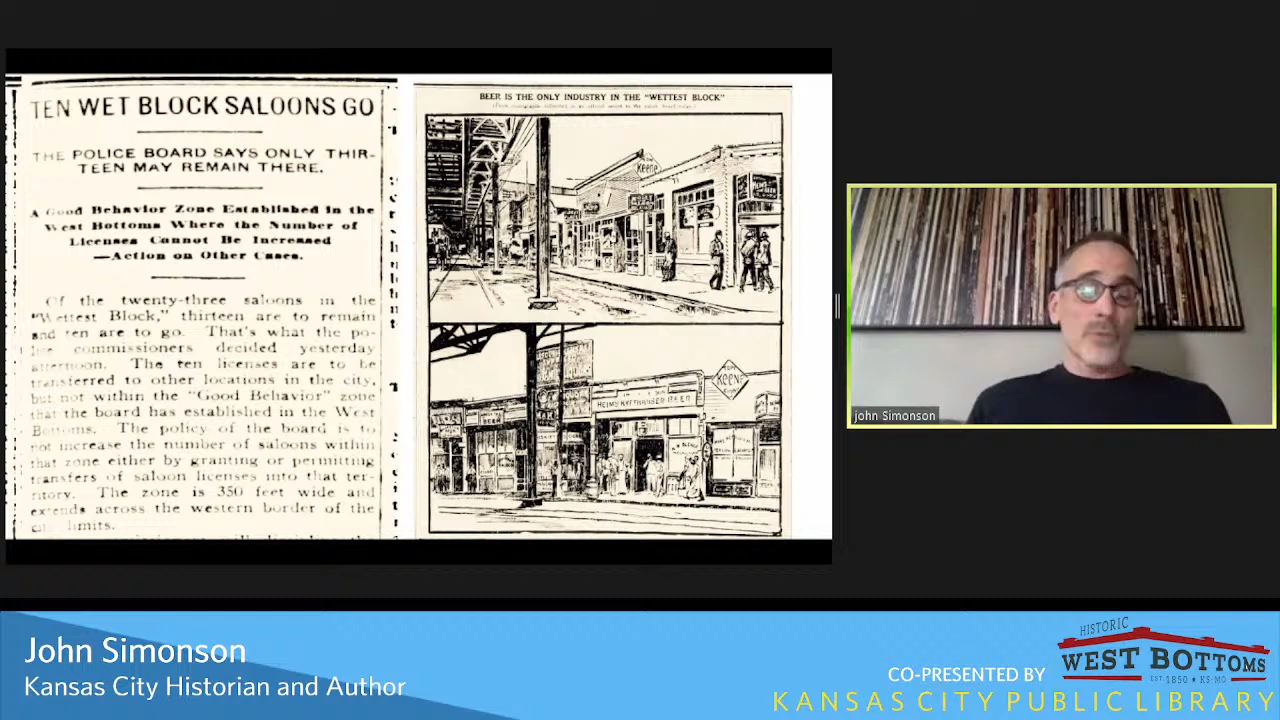 TEN WET BLOCK SALOONS GO
THE POLICE BOARD SAYS ONLY THIR-
TEEN MAY REMAIN THERE.
A Good Behavior Zone Established in the
West Bottoms Where the Number of
Licenses Cannot Be Increased
—Action on Other Cases.
Of the twenty-three saloons in the
"Wettest Block," thirteen are to remain
and ten are to go. That's what the po-
lice commissioners decided yesterday
afternoon. The ten licenses are to be
transferred to other locations in the city,
but not within the "Good Behavior" zone
that the board has established in the West
Bottoms. The policy of the board is to
not increase the number of saloons within
that zone either by granting or permitting
transfers of saloon licenses into that ter-
ritory. The zone is 350 feet wide and
extends across the western border of the
city limits.
BEER IS THE ONLY INDUSTRY IN THE "WETTEST BLOCK"
Keene
BEER
HEIM'S
BEER
Keene
john Simonson
John Simonson
Kansas City Historian and Author
CO-PRESENTED BY
HISTORIC
WEST BOTTOMS
EST 1850 ★ KS·MO
KANSAS CITY PUBLIC LIBRARY